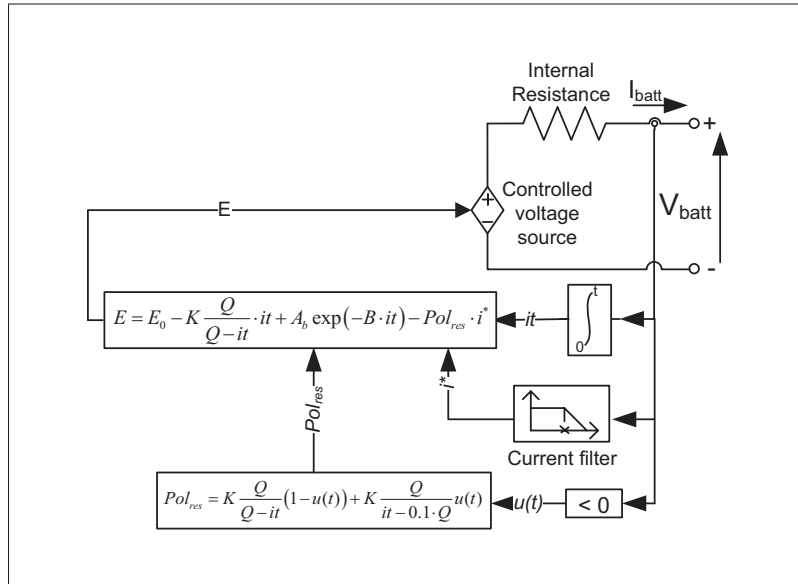 Internal
Resistance
I_batt
+
Controlled
voltage
source
+
−
V_batt
-
E
E = E_0 − K Q/(Q−it) · it + A_b exp(−B·it) − Pol_res · i*
it
∫ 0 t
Pol_res
i*
Current filter
Pol_res = K Q/(Q−it) (1−u(t)) + K Q/(it−0.1·Q) u(t)
u(t)
< 0